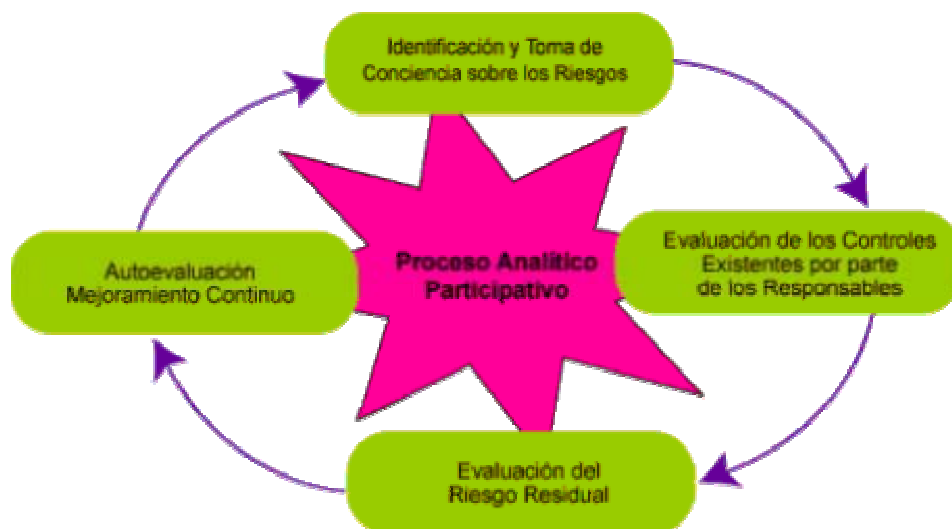 Identificación y Toma de
Conciencia sobre los Riesgos
Evaluación de los Controles
Existentes por parte
de los Responsables
Proceso Analítico
Participativo
Autoevaluación
Mejoramiento Continuo
Evaluación del
Riesgo Residual